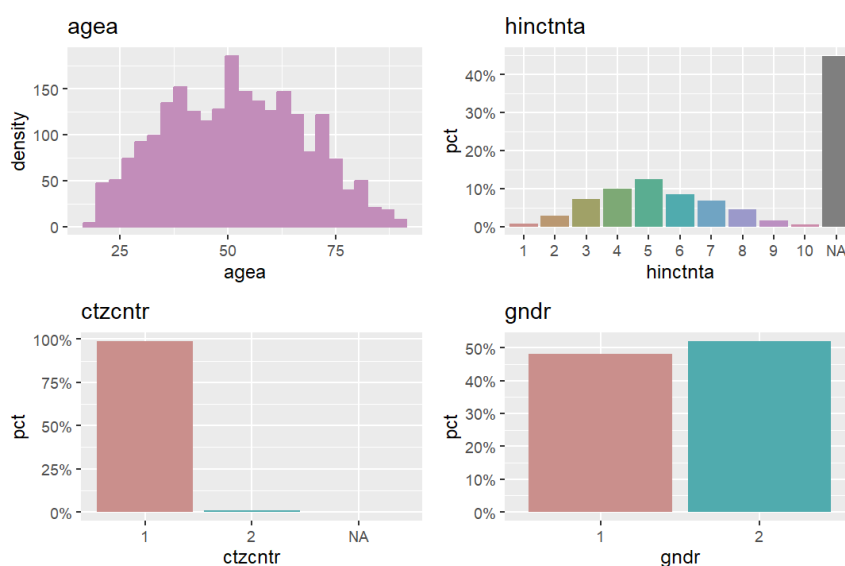 agea
density
150
100
50
0
25 50 75
agea
hinctnta
pct
40%
30%
20%
10%
0%
1 2 3 4 5 6 7 8 9 10 NA
hinctnta
ctzcntr
pct
100%
75%
50%
25%
0%
1 2 NA
ctzcntr
gndr
pct
50%
40%
30%
20%
10%
0%
1 2
gndr